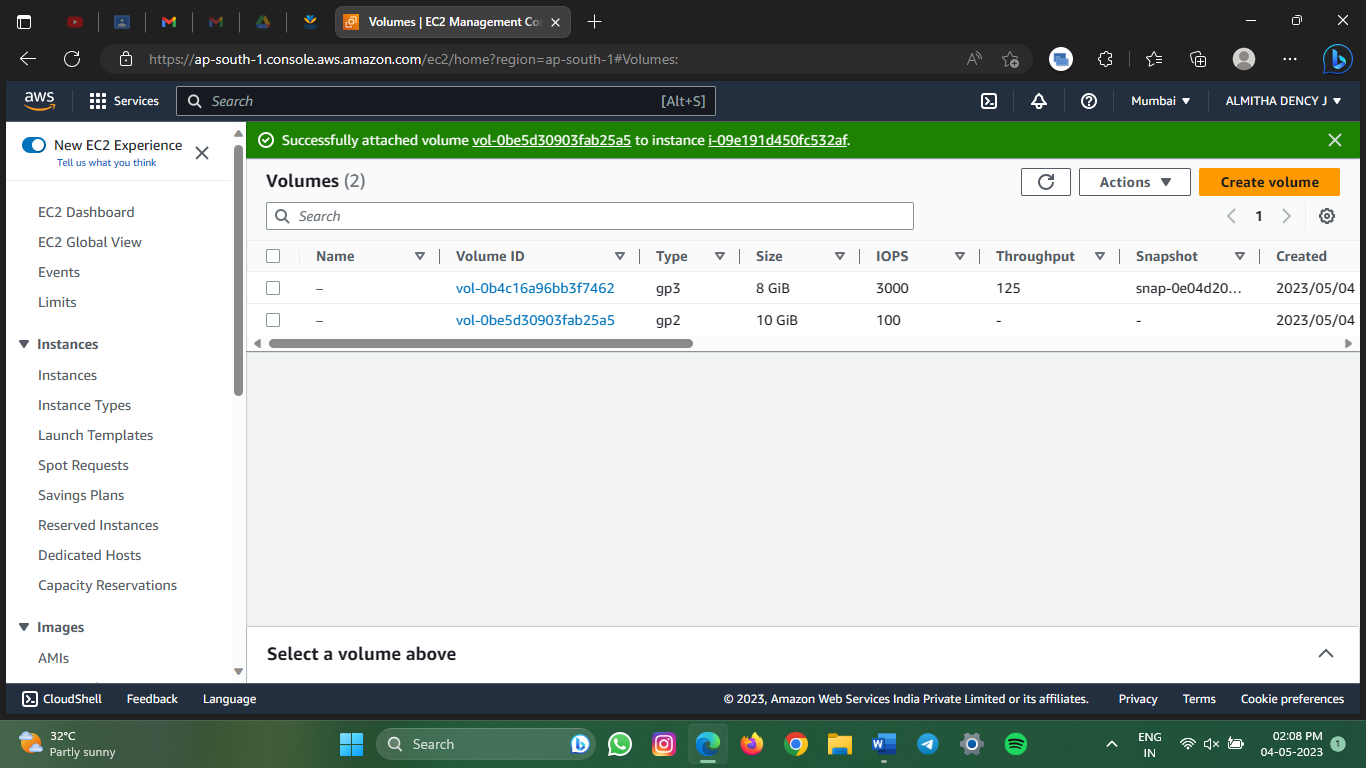 Volumes | EC2 Management Co
https://ap-south-1.console.aws.amazon.com/ec2/home?region=ap-south-1#Volumes:
aws
Services
Search
[Alt+S]
Mumbai
ALMITHA DENCY J
New EC2 Experience
Tell us what you think
EC2 Dashboard
EC2 Global View
Events
Limits
Instances
Instances
Instance Types
Launch Templates
Spot Requests
Savings Plans
Reserved Instances
Dedicated Hosts
Capacity Reservations
Images
AMIs
Successfully attached volume vol-0be5d30903fab25a5 to instance i-09e191d450fc532af.
Volumes (2)
Actions
Create volume
Search
1
Name Volume ID Type Size IOPS Throughput Snapshot Created
– vol-0b4c16a96bb3f7462 gp3 8 GiB 3000 125 snap-0e04d20... 2023/05/04
– vol-0be5d30903fab25a5 gp2 10 GiB 100 - - 2023/05/04
Select a volume above
CloudShell Feedback Language © 2023, Amazon Web Services India Private Limited or its affiliates. Privacy Terms Cookie preferences
32°C
Partly sunny
Search
ENG
IN
02:08 PM
04-05-2023
1